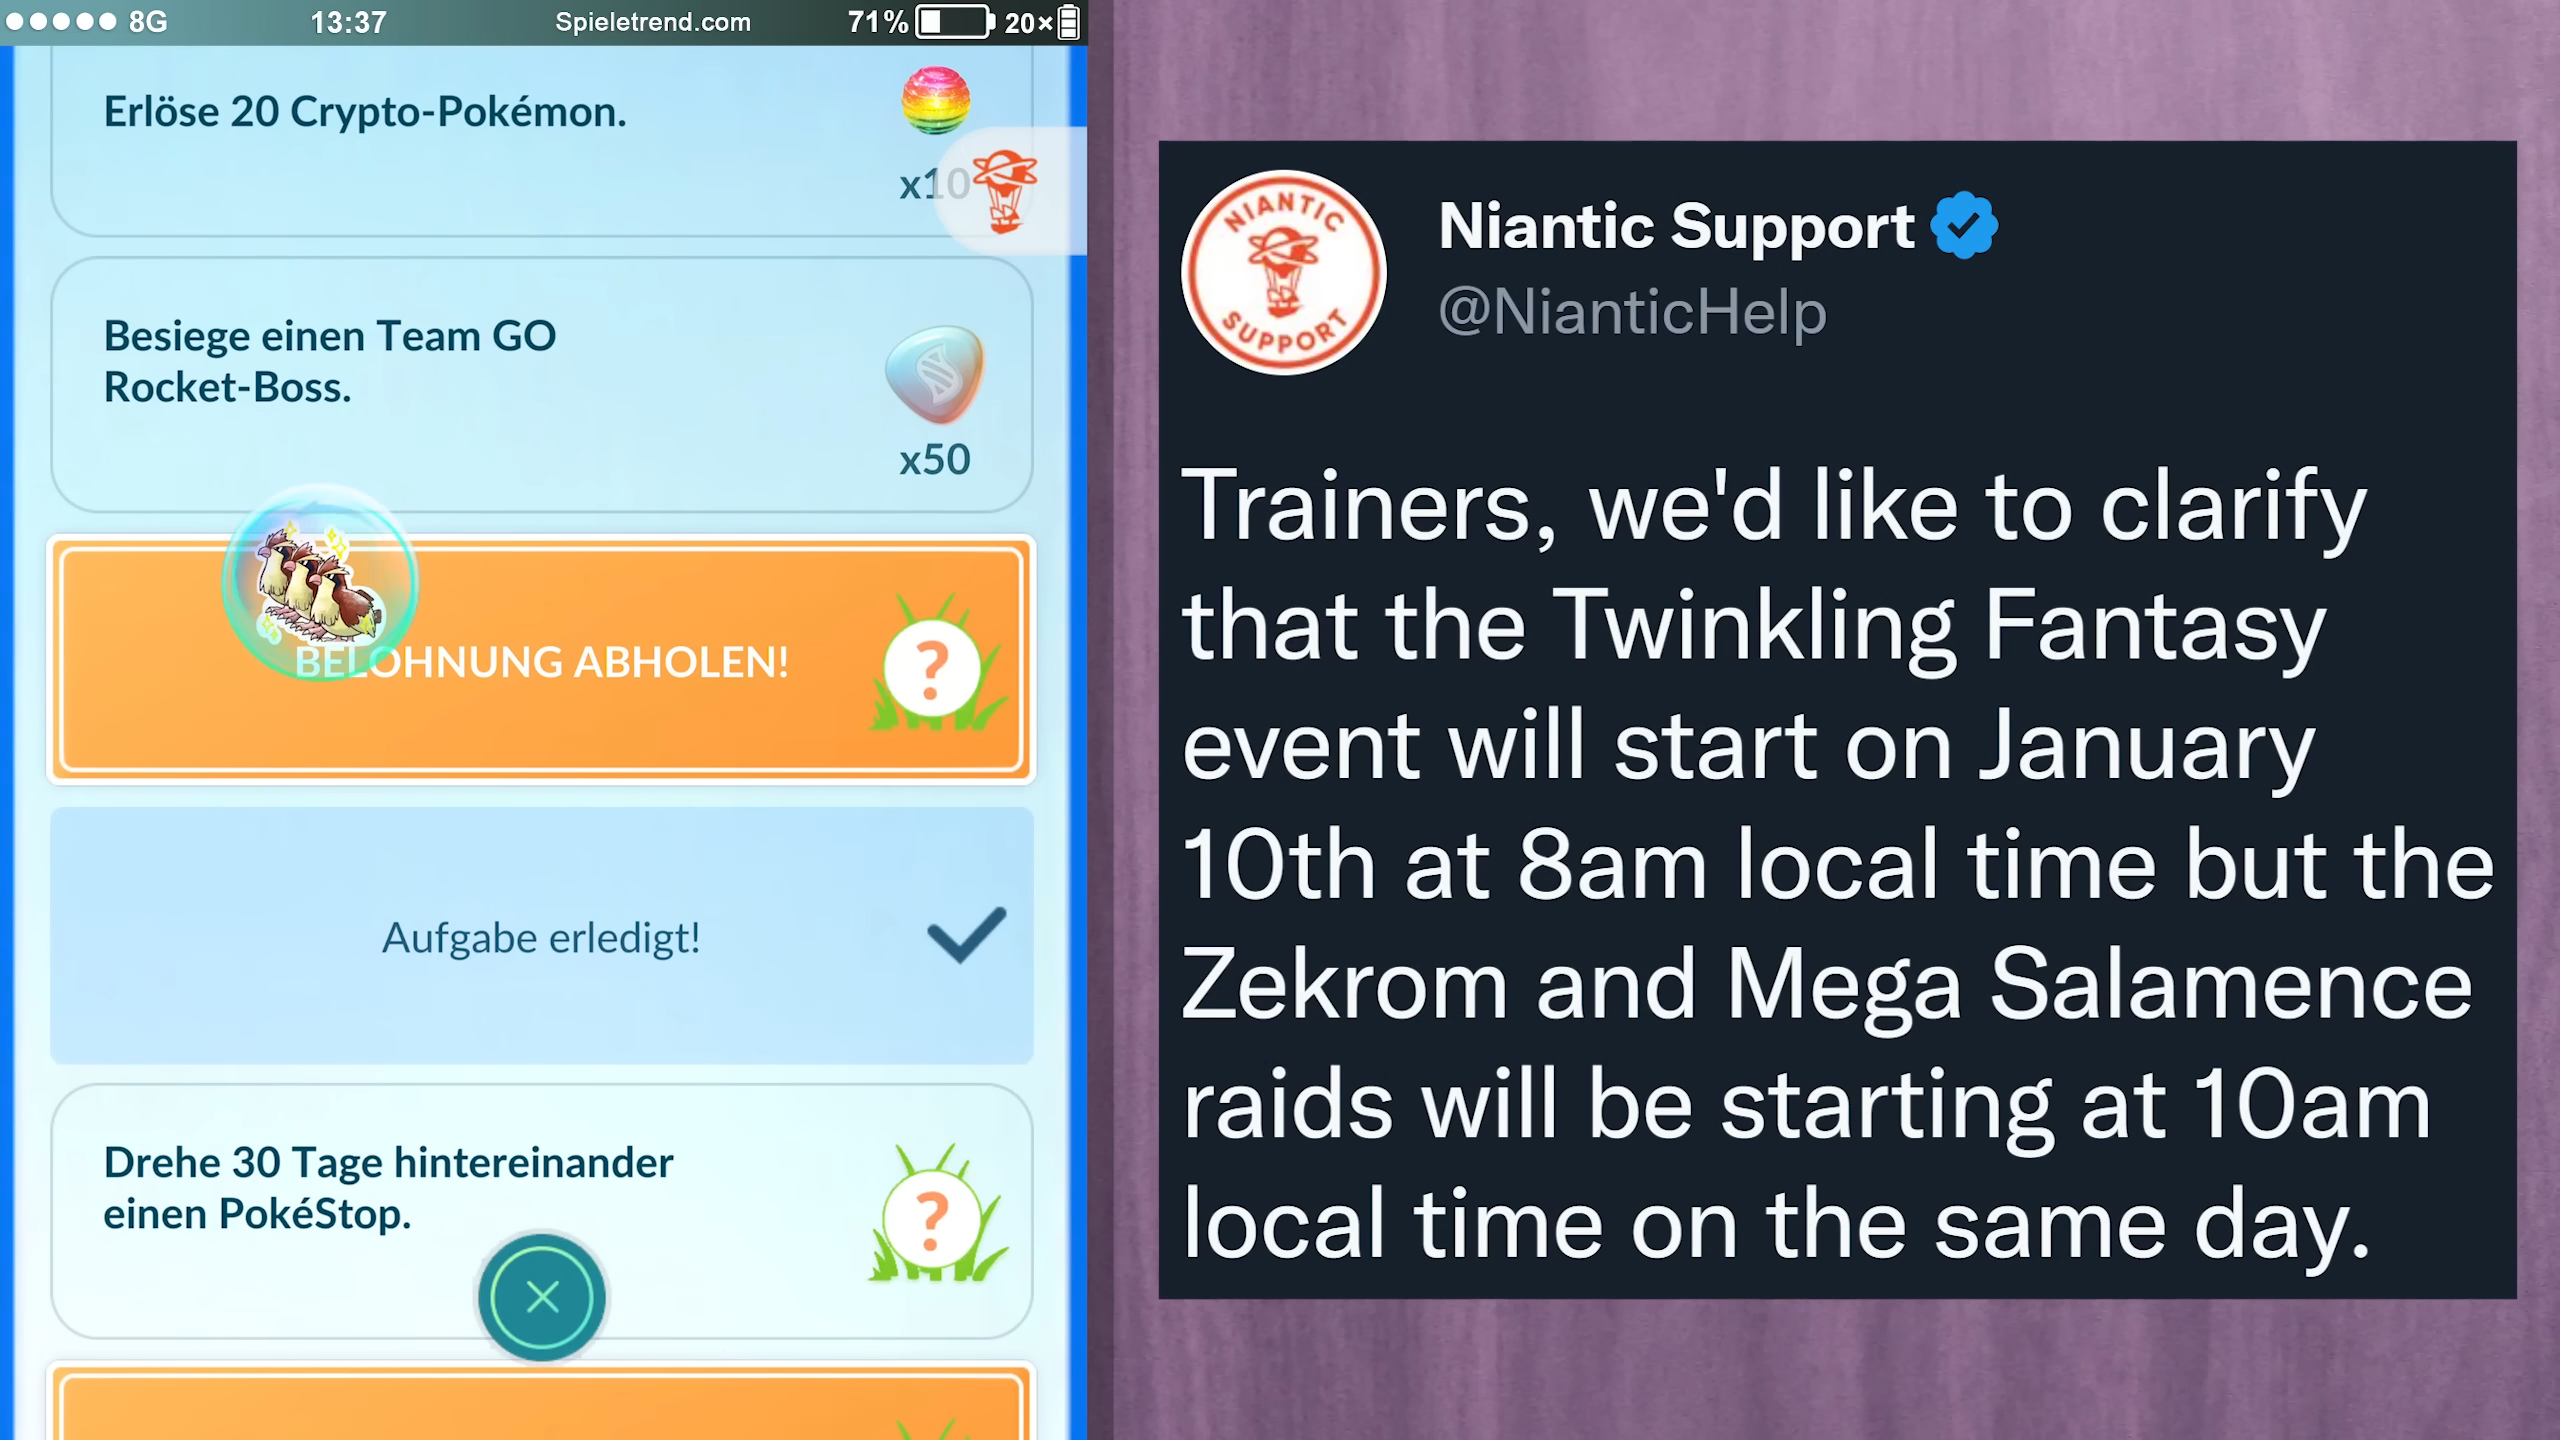 8G 13:37 Spieletrend.com 71% 20×
Erlöse 20 Crypto-Pokémon.
x10
Besiege einen Team GO
Rocket-Boss.
x50
BELOHNUNG ABHOLEN!
?
Aufgabe erledigt!
Drehe 30 Tage hintereinander
einen PokéStop.
?
NIANTIC
SUPPORT
Niantic Support
@NianticHelp
Trainers, we'd like to clarify
that the Twinkling Fantasy
event will start on January
10th at 8am local time but the
Zekrom and Mega Salamence
raids will be starting at 10am
local time on the same day.